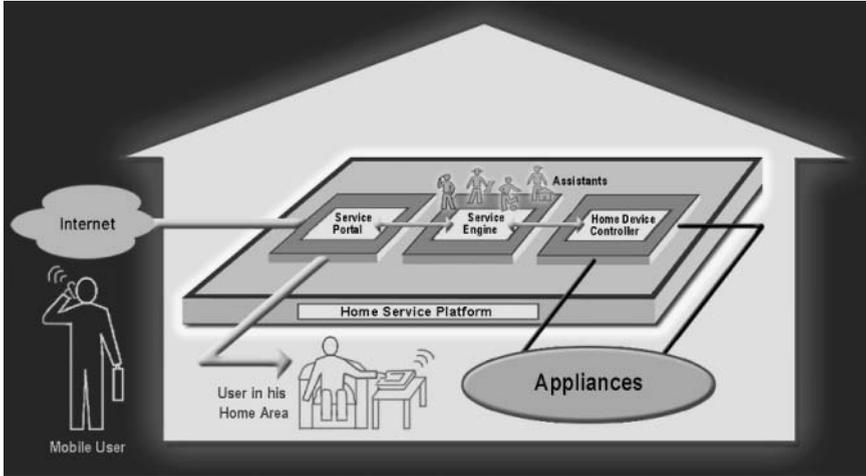 Assistants
Internet
Service
Portal
Service
Engine
Home Device
Controller
Home Service Platform
User in his
Home Area
Appliances
Mobile User